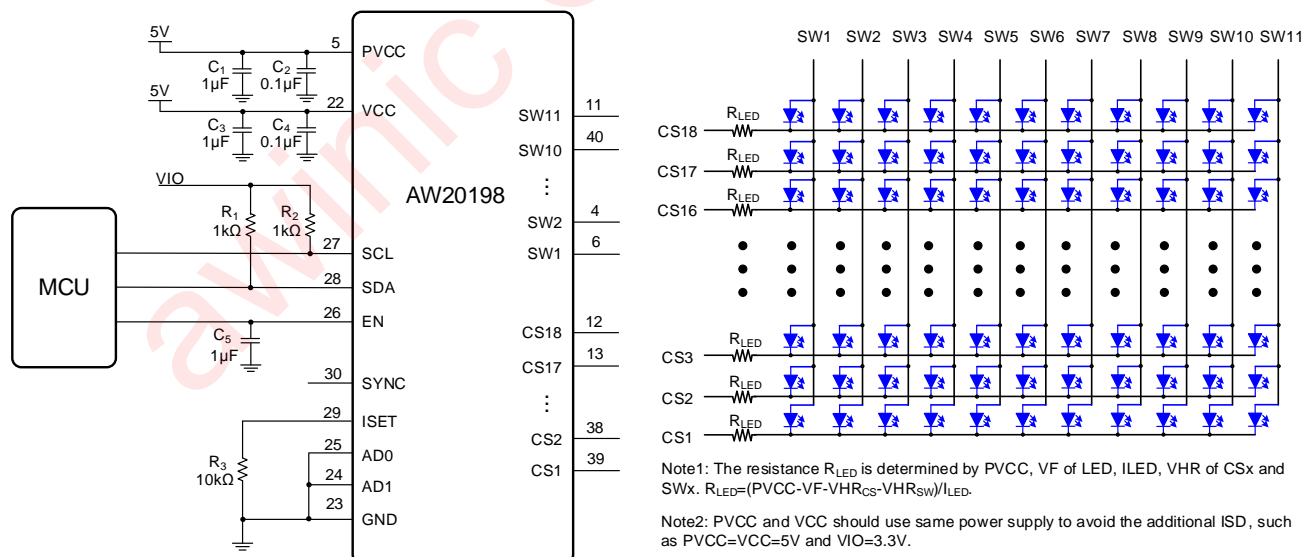 5V
5
PVCC
C1
1µF
C2
0.1µF
5V
22
VCC
C3
1µF
C4
0.1µF
VIO
R1
1kΩ
R2
1kΩ
MCU
27
SCL
28
SDA
26
EN
C5
1µF
30
SYNC
29
ISET
R3
10kΩ
25
AD0
24
AD1
23
GND
AW20198
SW11
11
SW10
40
SW2
4
SW1
6
CS18
12
CS17
13
CS2
38
CS1
39
awinic
SW1 SW2 SW3 SW4 SW5 SW6 SW7 SW8 SW9 SW10 SW11
CS18 RLED
CS17 RLED
CS16 RLED
CS3 RLED
CS2 RLED
CS1 RLED
Note1: The resistance RLED is determined by PVCC, VF of LED, ILED, VHR of CSx and
SWx. RLED=(PVCC-VF-VHRCS-VHRSW)/ILED.
Note2: PVCC and VCC should use same power supply to avoid the additional ISD, such
as PVCC=VCC=5V and VIO=3.3V.